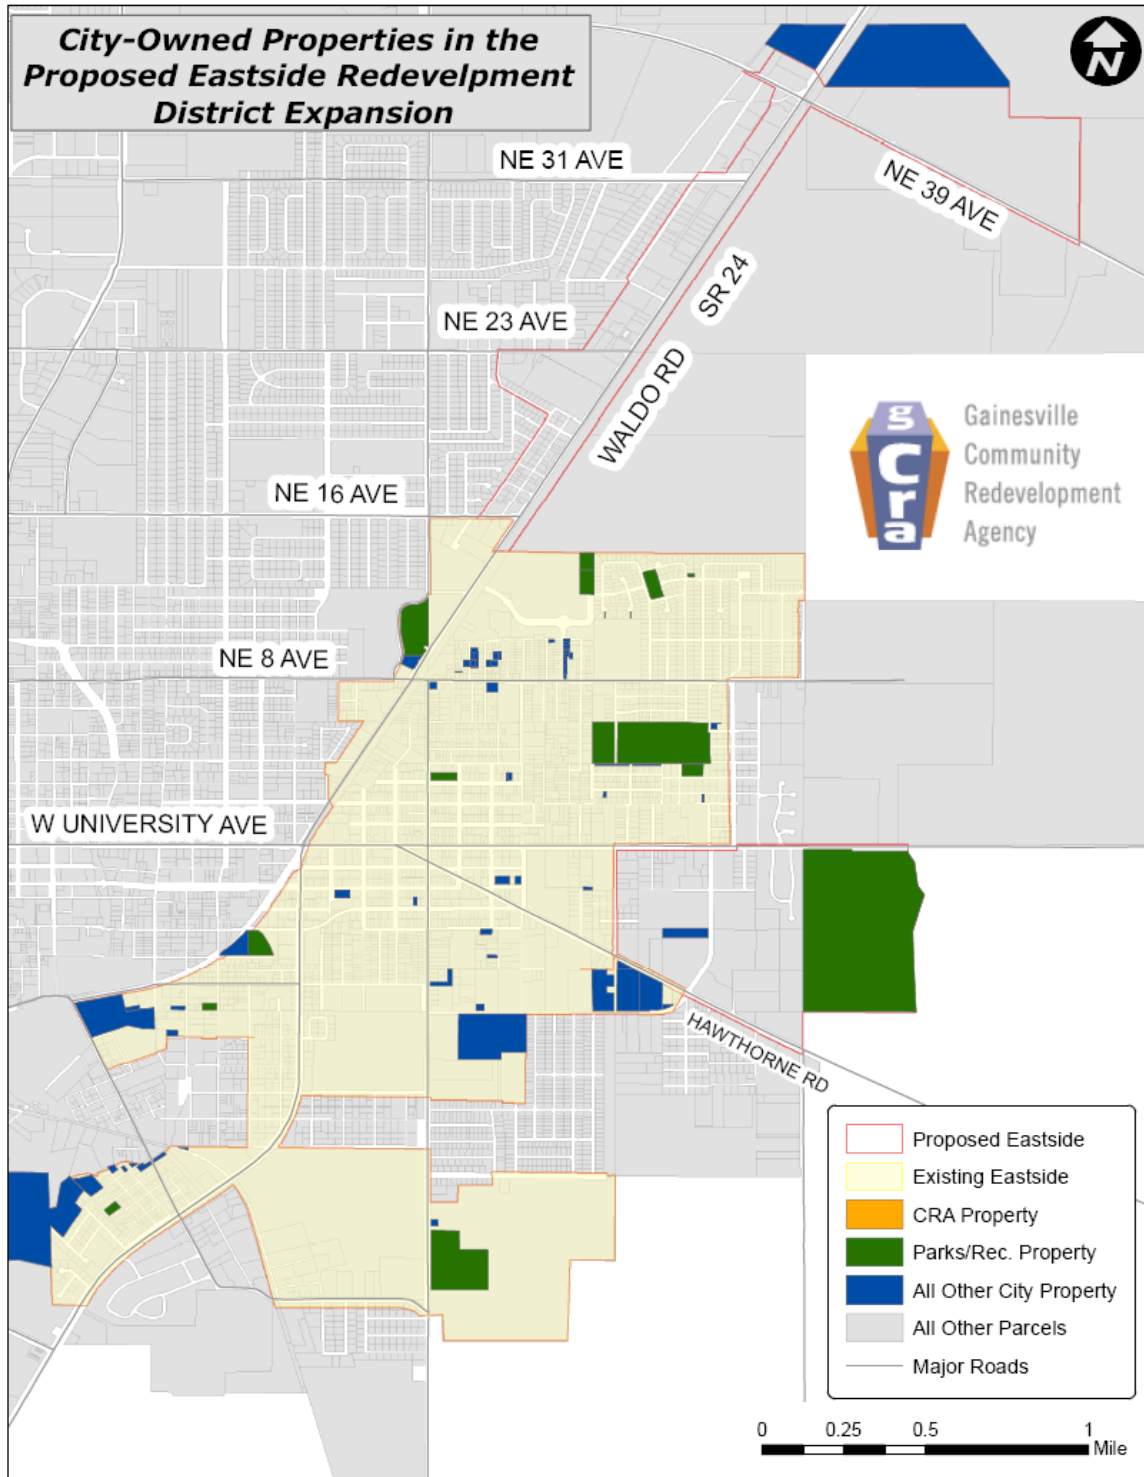 City-Owned Properties in the
Proposed Eastside Redevelpment
District Expansion
N
NE 31 AVE
NE 39 AVE
SR 24
NE 23 AVE
WALDO RD
g
C
r
a
Gainesville
Community
Redevelopment
Agency
NE 16 AVE
NE 8 AVE
W UNIVERSITY AVE
HAWTHORNE RD
Proposed Eastside
Existing Eastside
CRA Property
Parks/Rec. Property
All Other City Property
All Other Parcels
Major Roads
0 0.25 0.5 1
Mile